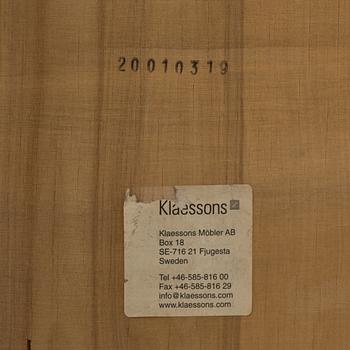 20010319
Klaessons
Klaessons Möbler AB
Box 18
SE-716 21 Fjugesta
Sweden
Tel +46-585-816 00
Fax +46-585-816 29
info@klaessons.com
www.klaessons.com